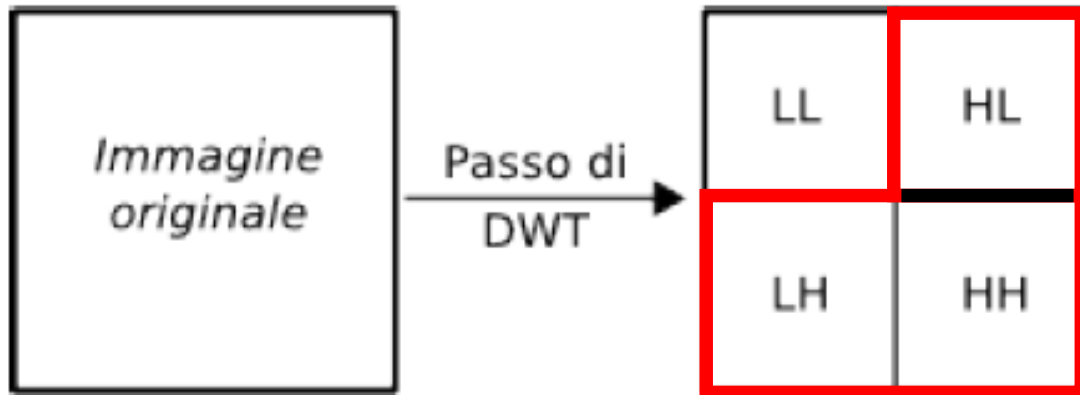 Immagine
originale
Passo di
DWT
LL
HL
LH
HH